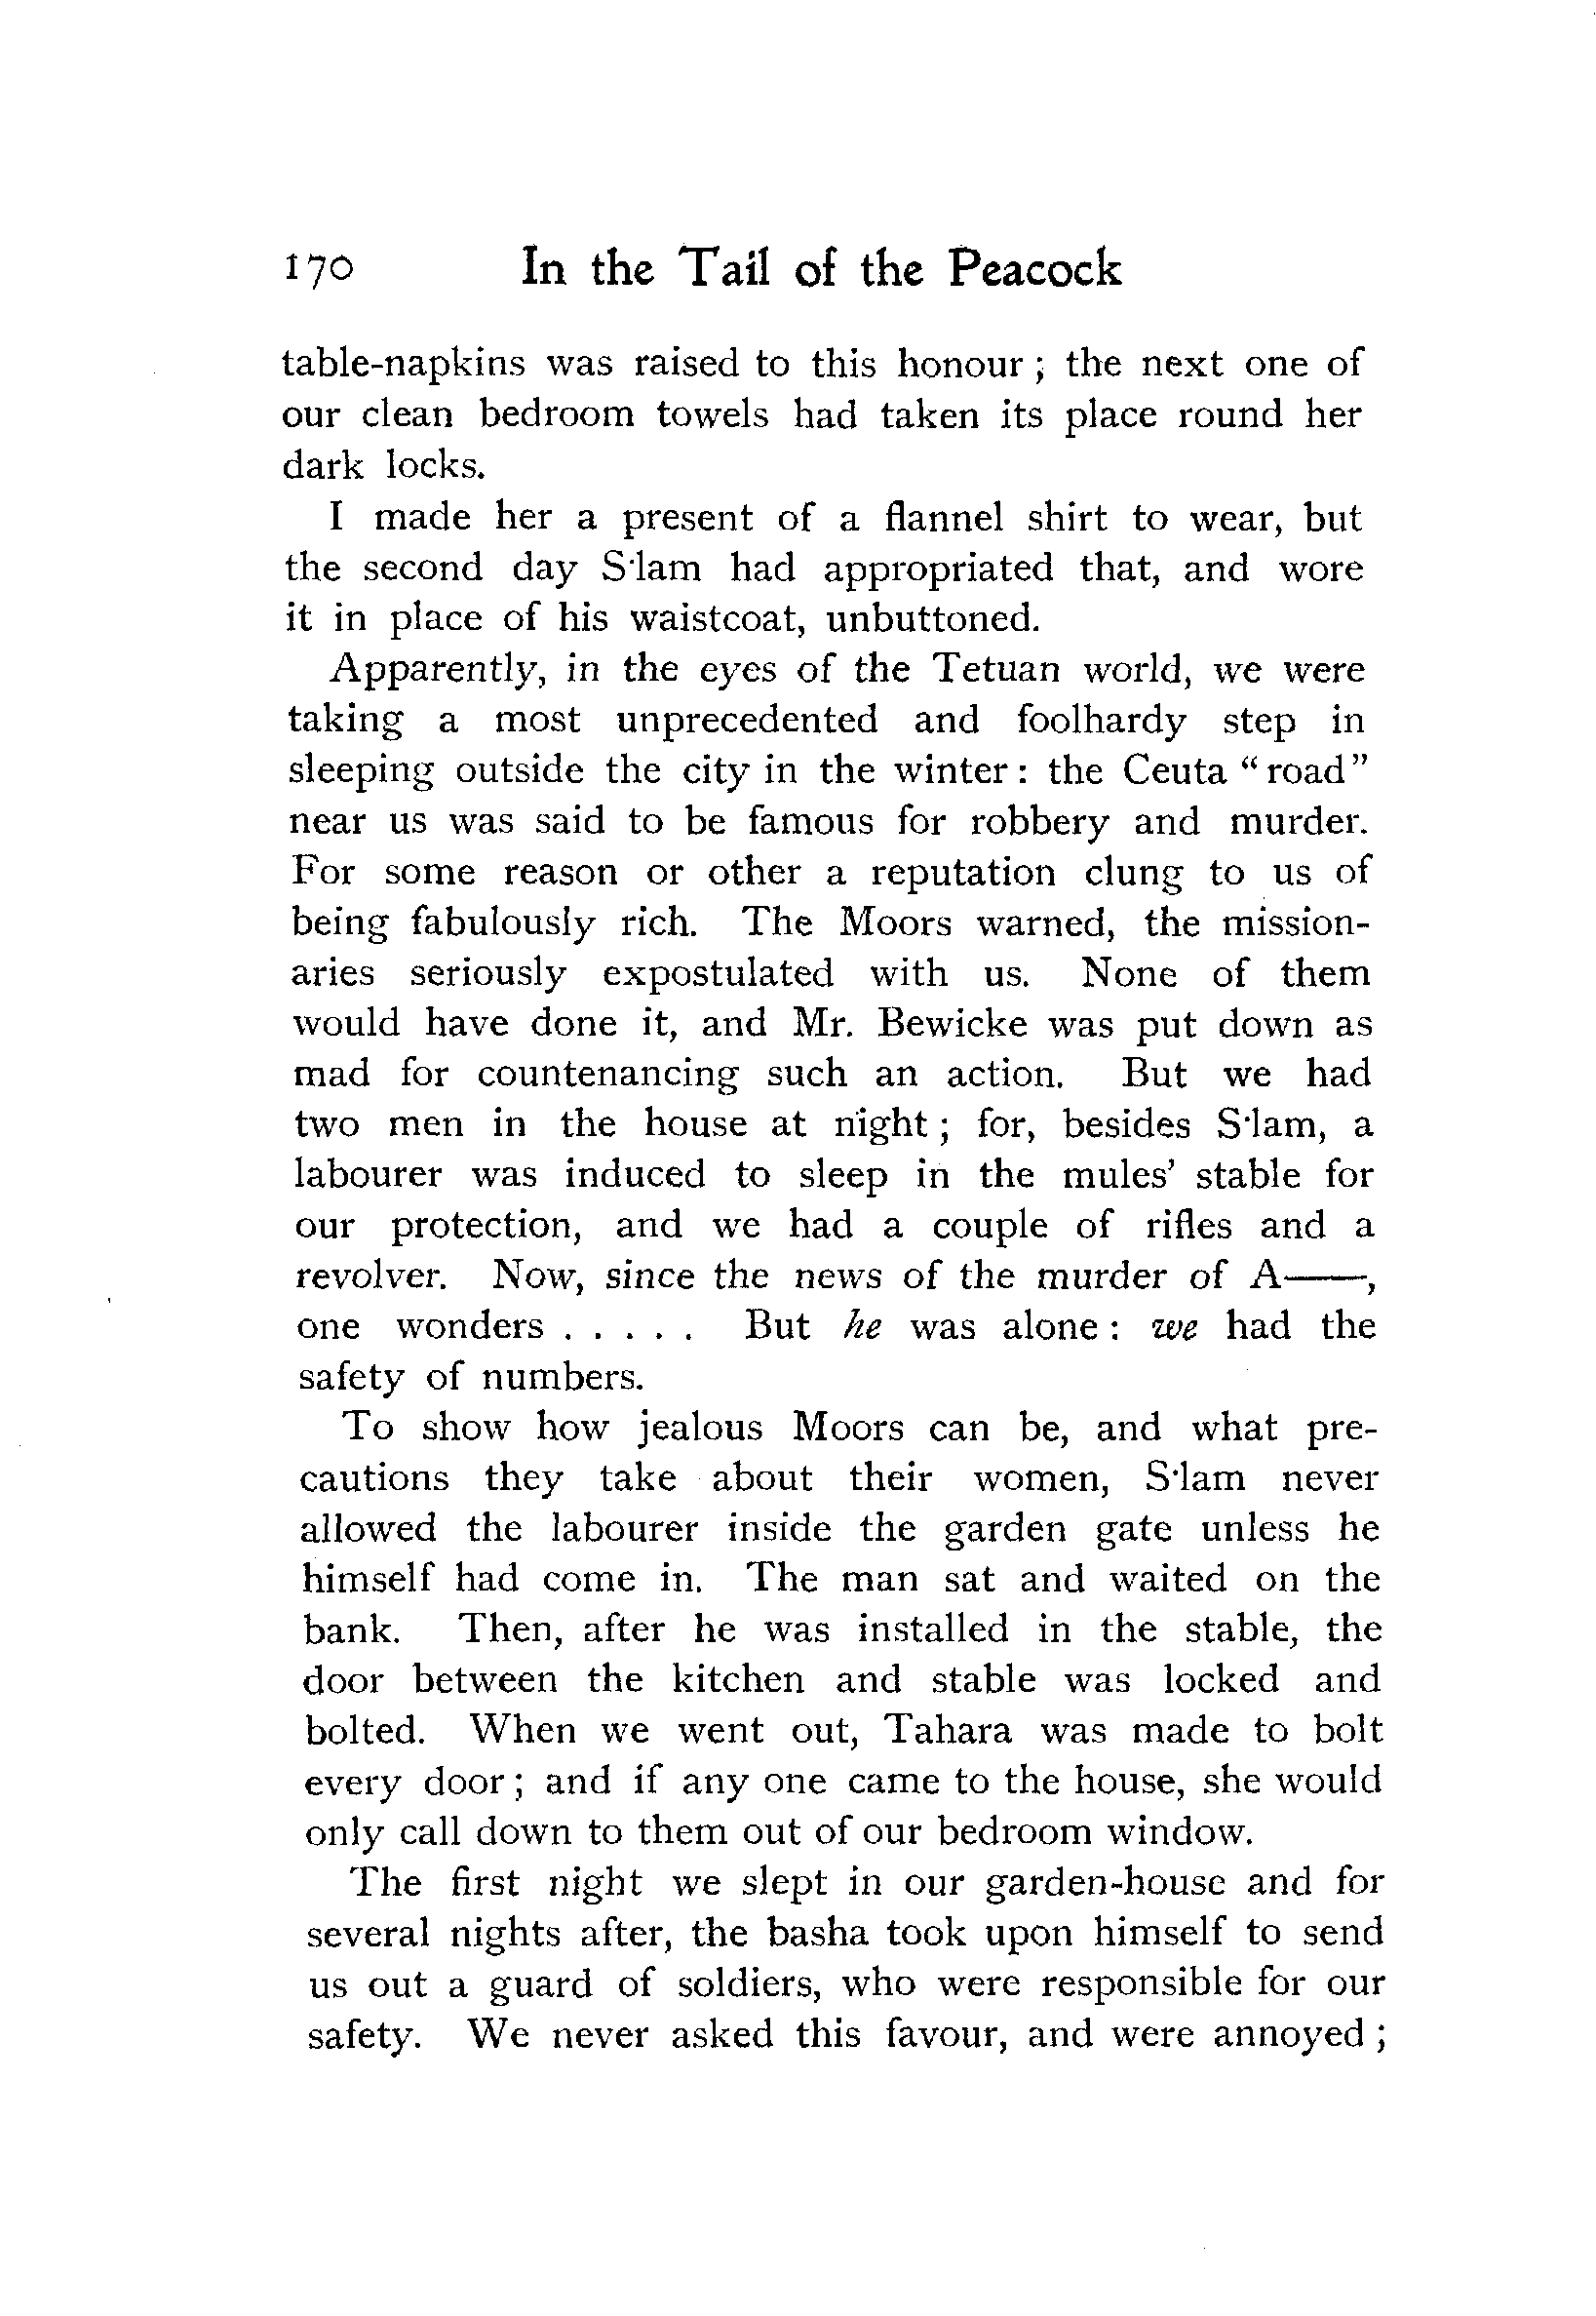 170 In the Tail of the Peacock
table-napkins was raised to this honour; the next one of
our clean bedroom towels had taken its place round her
dark locks.
I made her a present of a flannel shirt to wear, but
the second day S·lam had appropriated that, and wore
it in place of his waistcoat, unbuttoned.
Apparently, in the eyes of the Tetuan world, we were
taking a most unprecedented and foolhardy step in
sleeping outside the city in the winter: the Ceuta "road"
near us was said to be famous for robbery and murder.
For some reason or other a reputation clung to us of
being fabulously rich. The Moors warned, the mission-
aries seriously expostulated with us. None of them
would have done it, and Mr. Bewicke was put down as
mad for countenancing such an action. But we had
two men in the house at night; for, besides S·lam, a
labourer was induced to sleep in the mules' stable for
our protection, and we had a couple of rifles and a
revolver. Now, since the news of the murder of A——,
one wonders . . . . . But he was alone: we had the
safety of numbers.
To show how jealous Moors can be, and what pre-
cautions they take about their women, S·lam never
allowed the labourer inside the garden gate unless he
himself had come in. The man sat and waited on the
bank. Then, after he was installed in the stable, the
door between the kitchen and stable was locked and
bolted. When we went out, Tahara was made to bolt
every door; and if any one came to the house, she would
only call down to them out of our bedroom window.
The first night we slept in our garden-house and for
several nights after, the basha took upon himself to send
us out a guard of soldiers, who were responsible for our
safety. We never asked this favour, and were annoyed;